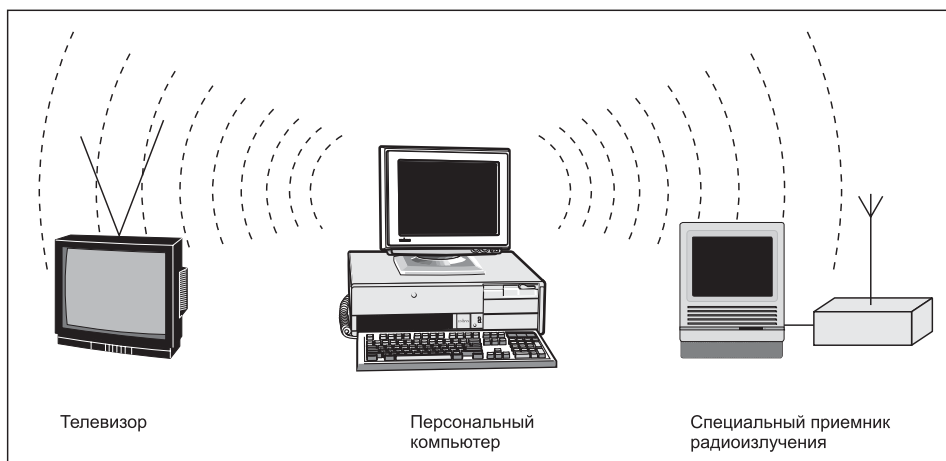 Телевизор
Персональный
компьютер
Специальный приемник
радиоизлучения